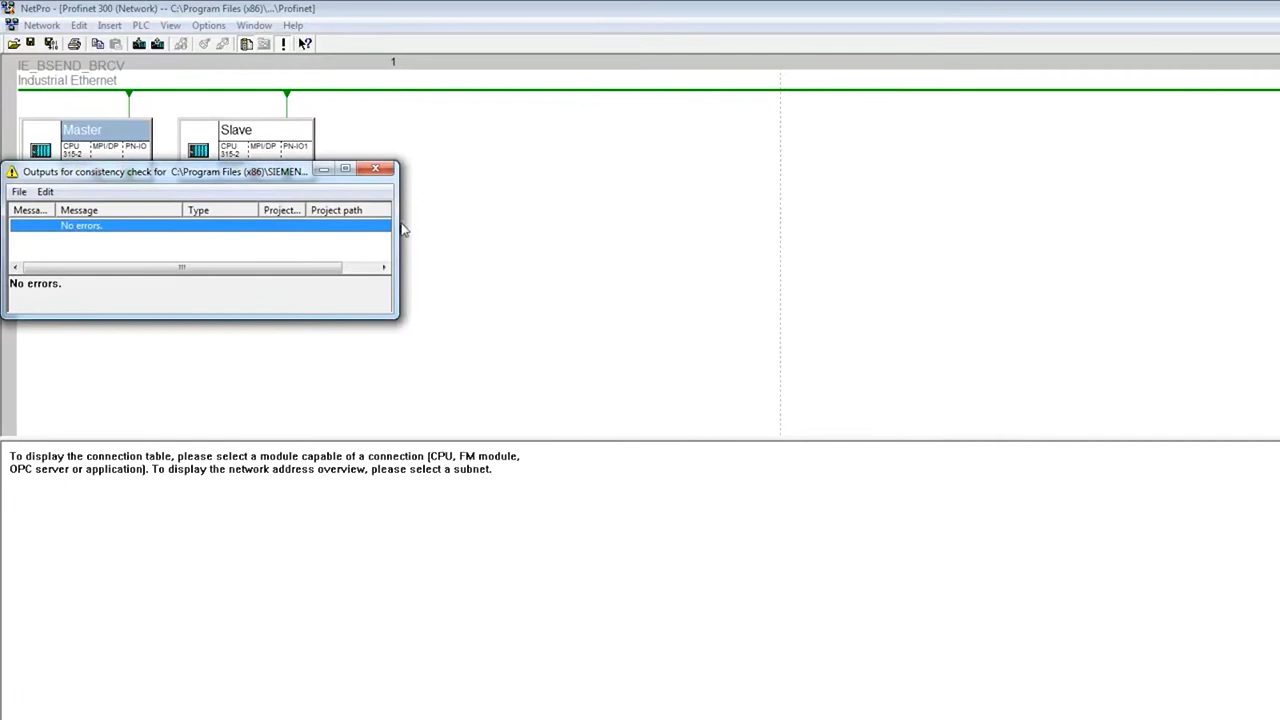 NetPro - [Profinet 300 (Network) -- C:\Program Files (x86)\...\Profinet]
Network Edit Insert PLC View Options Window Help
IE_BSEND_BRCV
Industrial Ethernet
1
Master
CPU 315-2 MPI/DP PN-IO
Slave
CPU 315-2 MPI/DP PN-IO1
Outputs for consistency check for C:\Program Files (x86)\SIEMEN...
File Edit
Messa... Message Type Project... Project path
No errors.
No errors.
To display the connection table, please select a module capable of a connection (CPU, FM module,
OPC server or application). To display the network address overview, please select a subnet.